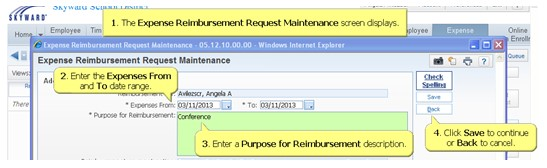 Skyward School District
SKYWARD
1. The Expense Reimbursement Request Maintenance screen displays.
Home
Employee
Time
Employee
Expense
Online
Enroll
Expense Reimbursement Request Maintenance - 05.12.10.00.00 - Windows Internet Explorer
Expense Reimbursement Request Maintenance
Queue
Views:
2. Enter the Expenses From
and To date range.
Check
Spelling
Save
Back
There
Avilezscr, Angela A
* Expenses From: 03/11/2013 * To: 03/11/2013
* Purpose for Reimbursement: Conference
3. Enter a Purpose for Reimbursement description.
4. Click Save to continue
or Back to cancel.